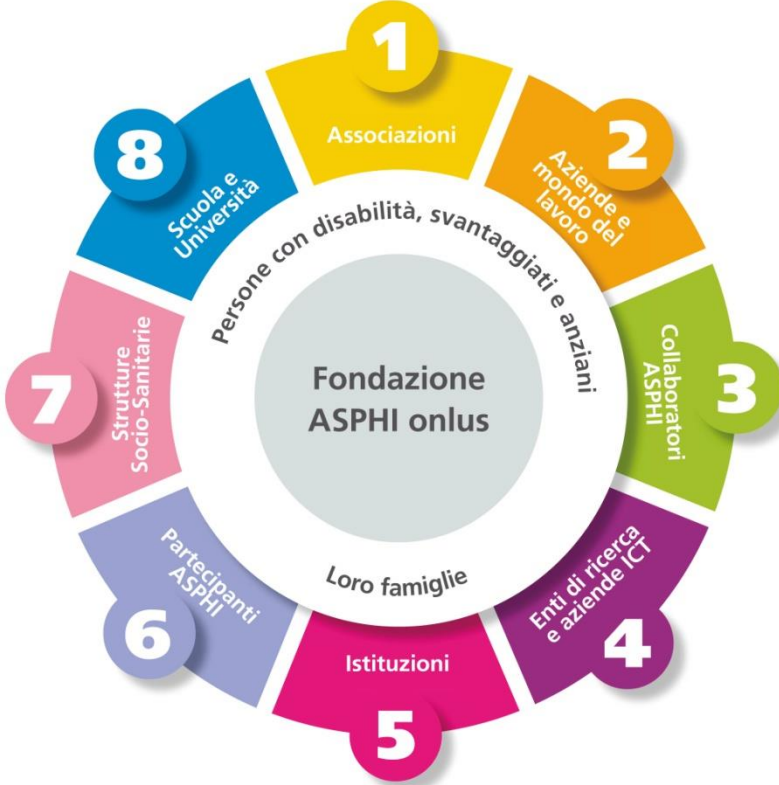 1
Associazioni
2
Aziende e
mondo del
lavoro
3
Collaboratori
ASPHI
4
Enti di ricerca
e aziende ICT
5
Istituzioni
6
Partecipanti
ASPHI
7
Strutture
Socio-Sanitarie
8
Scuola e
Università
Persone con disabilità, svantaggiati e anziani
Loro famiglie
Fondazione
ASPHI onlus